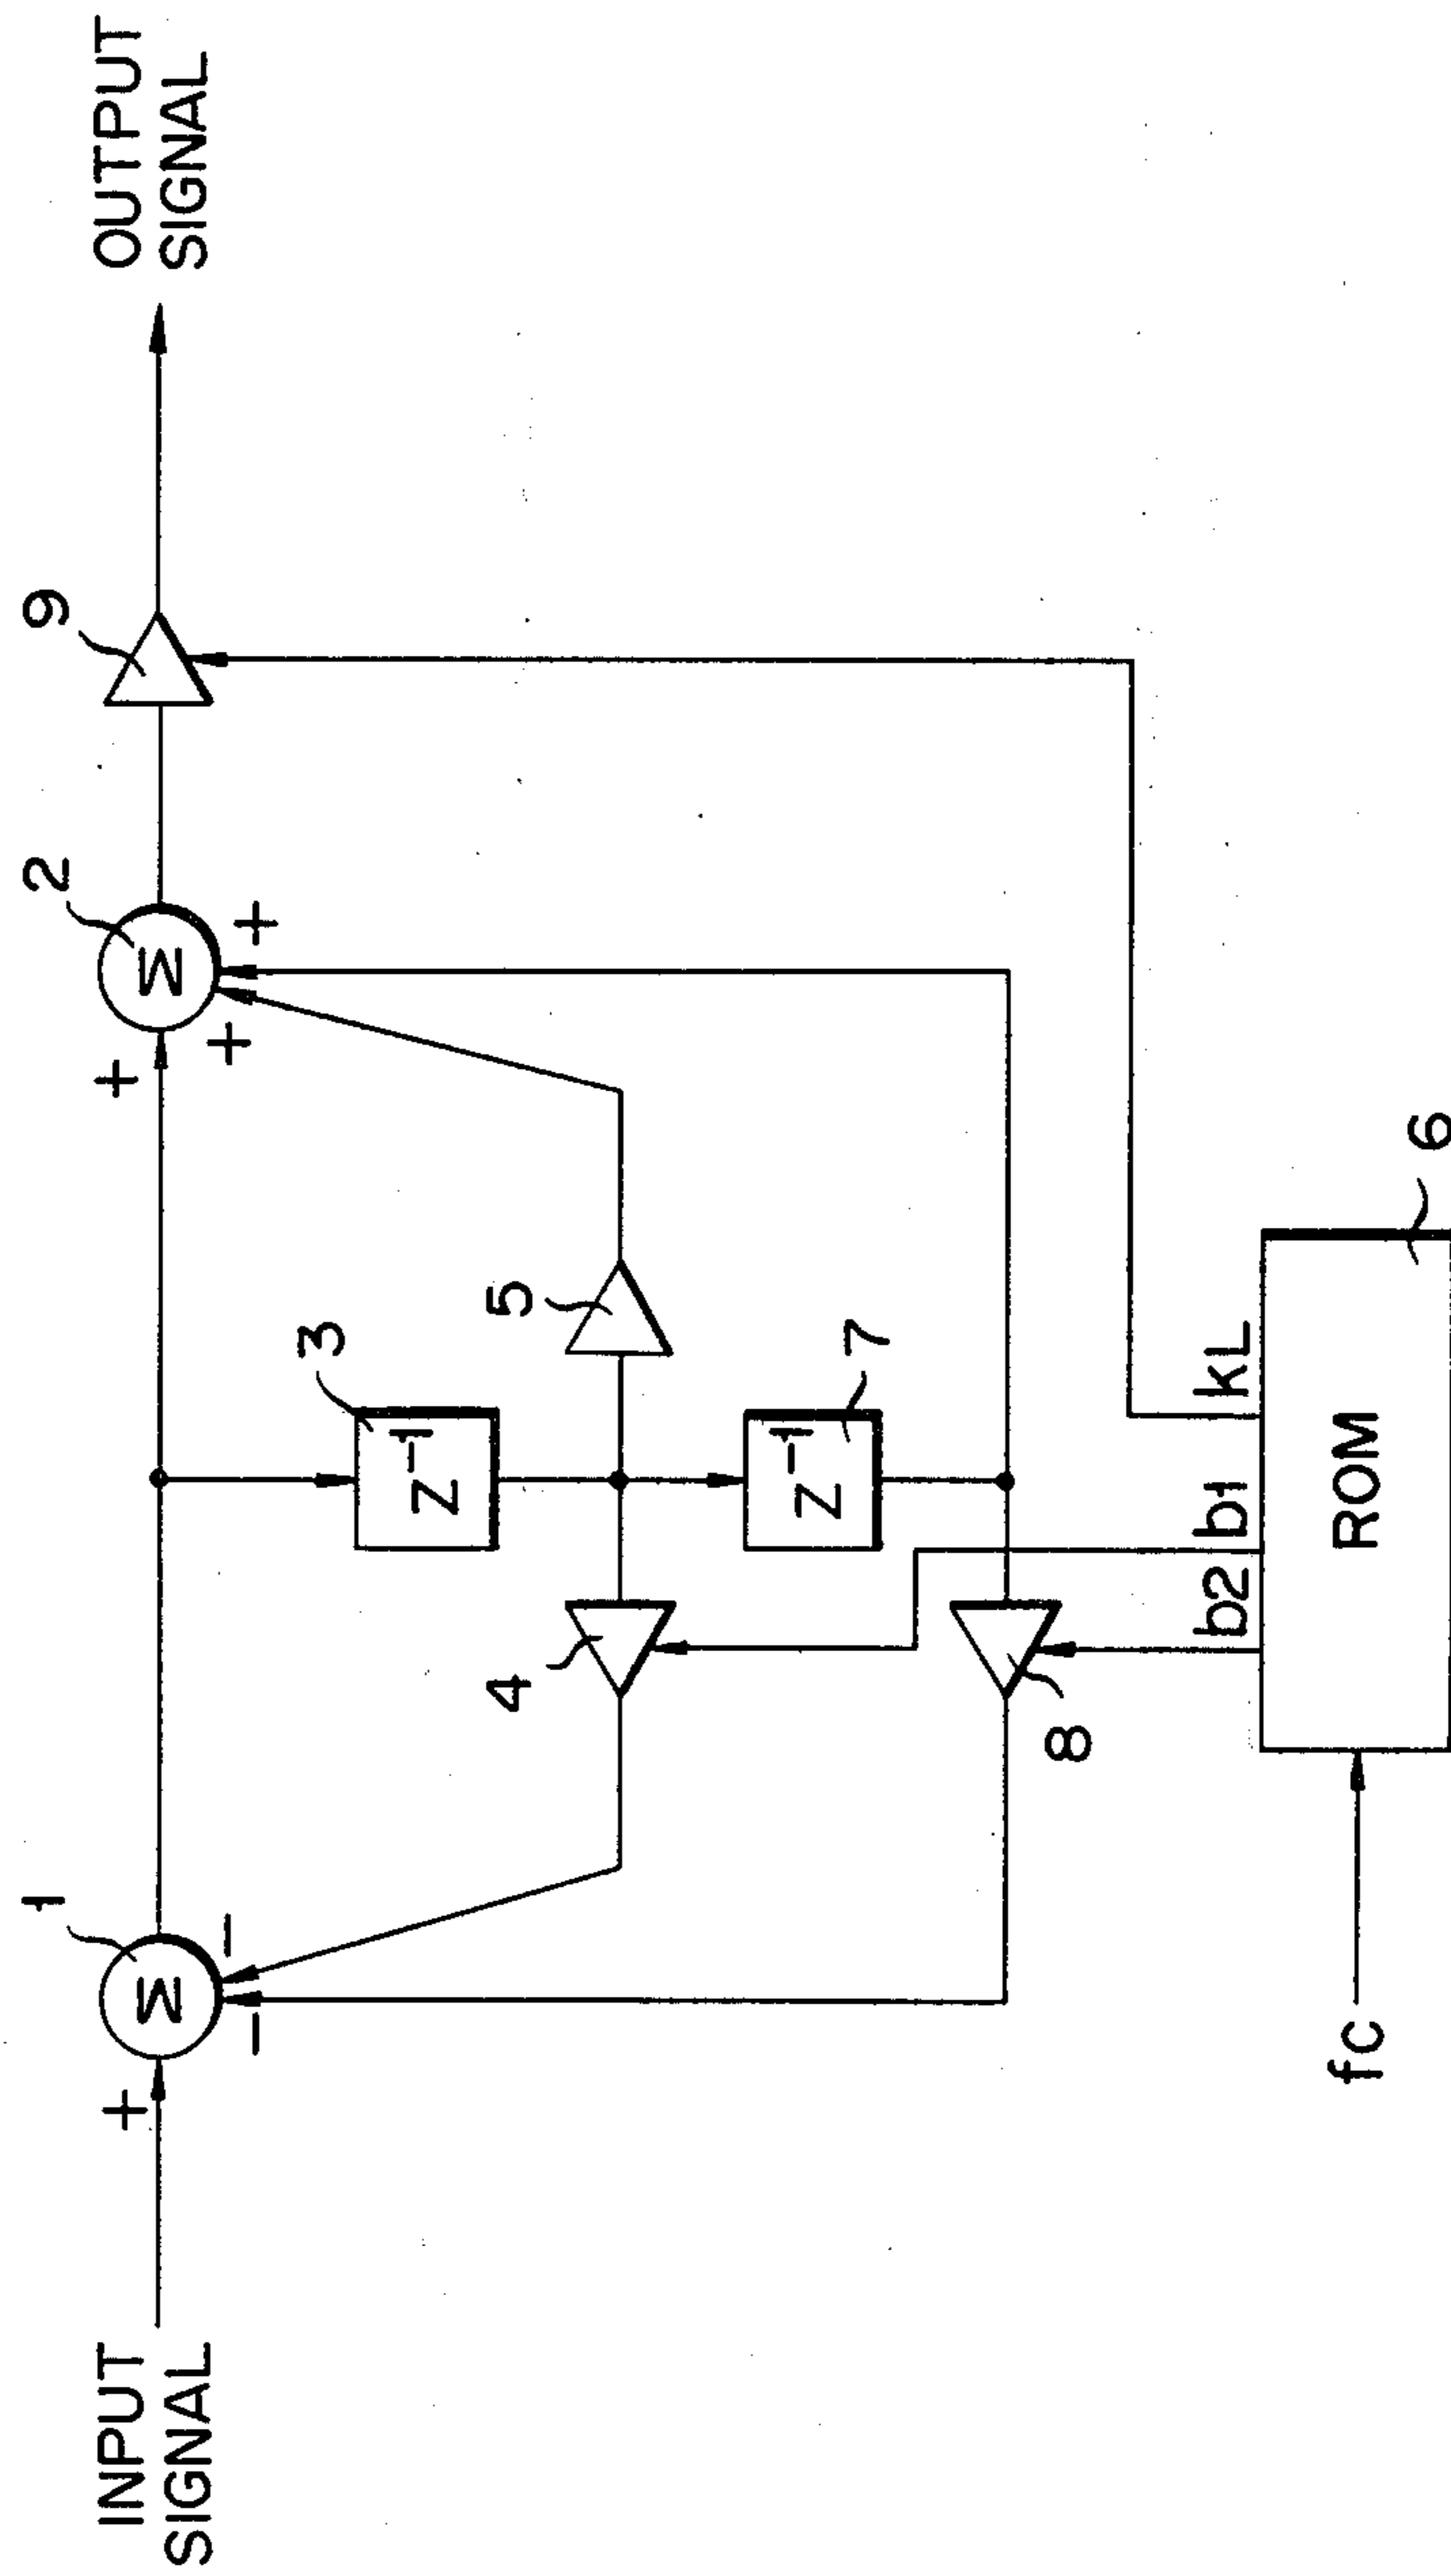 INPUT
SIGNAL
+
1
Σ
−
−
3
Z⁻¹
4
5
7
Z⁻¹
8
+
2
Σ
+
+
9
OUTPUT
SIGNAL
fc
b2
b1
kL
ROM
6